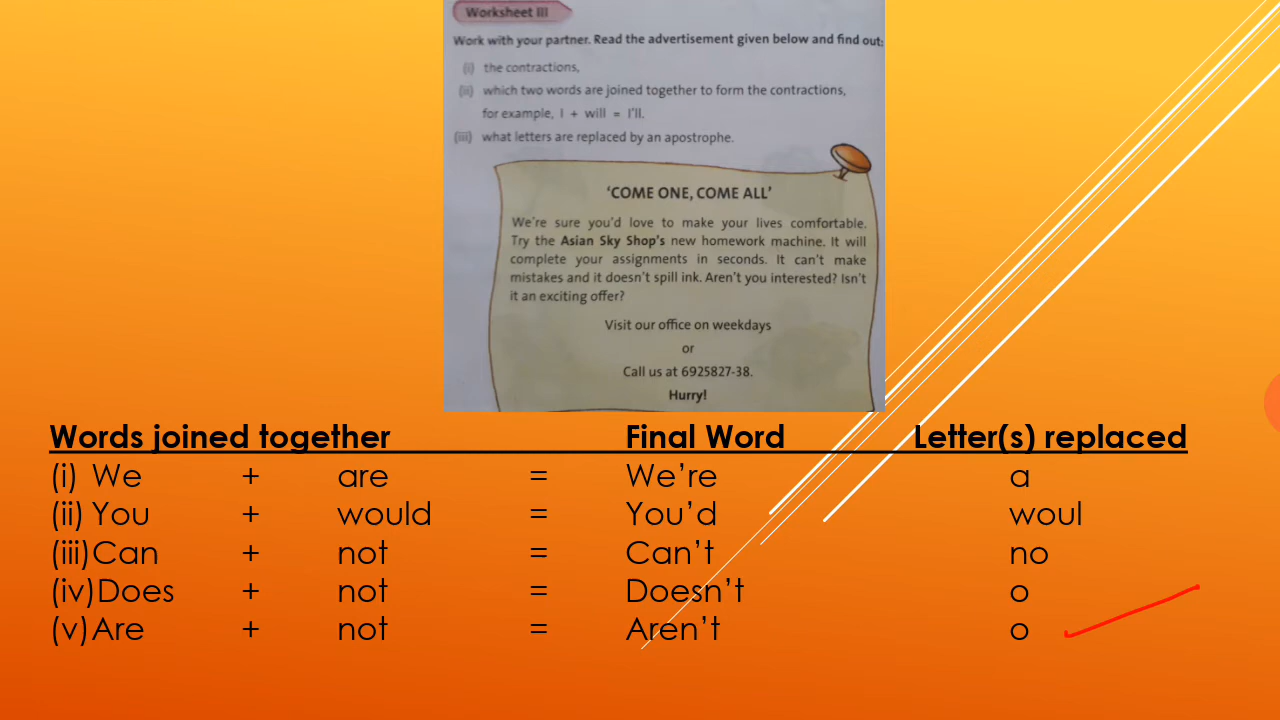 Worksheet III
Work with your partner. Read the advertisement given below and find out:
(i) the contractions,
(ii) which two words are joined together to form the contractions,
for example, I + will = I'll.
(iii) what letters are replaced by an apostrophe.
'COME ONE, COME ALL'
We're sure you'd love to make your lives comfortable.
Try the Asian Sky Shop's new homework machine. It will
complete your assignments in seconds. It can't make
mistakes and it doesn't spill ink. Aren't you interested? Isn't
it an exciting offer?
Visit our office on weekdays
or
Call us at 6925827-38.
Hurry!
Words joined together Final Word Letter(s) replaced
(i) We + are = We're a
(ii) You + would = You'd woul
(iii)Can + not = Can't no
(iv)Does + not = Doesn't o
(v)Are + not = Aren't o